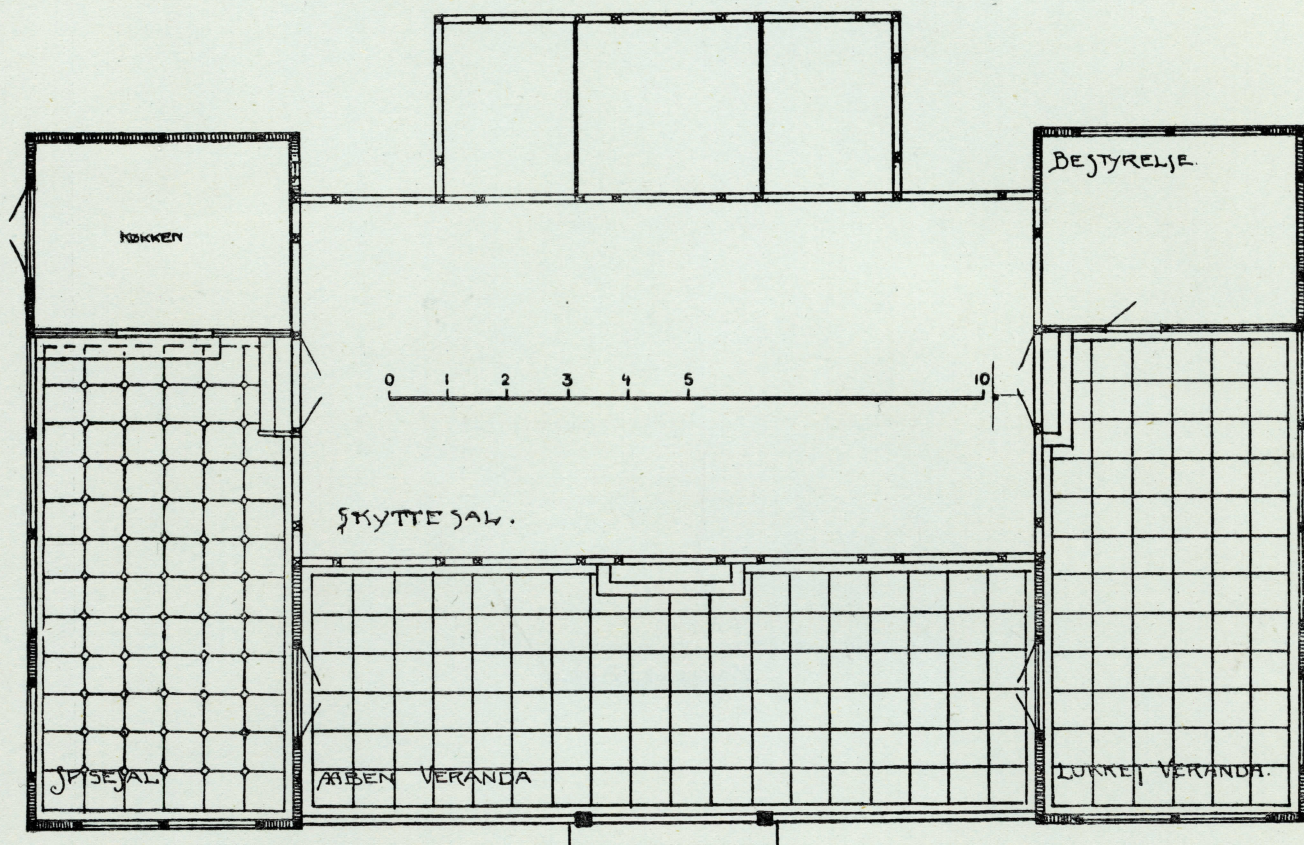 BESTYRELSE.
KØKKEN
0 1 2 3 4 5 10
SKYTTESAL.
SPISESAL
AABEN VERANDA
LUKKET VERANDA.